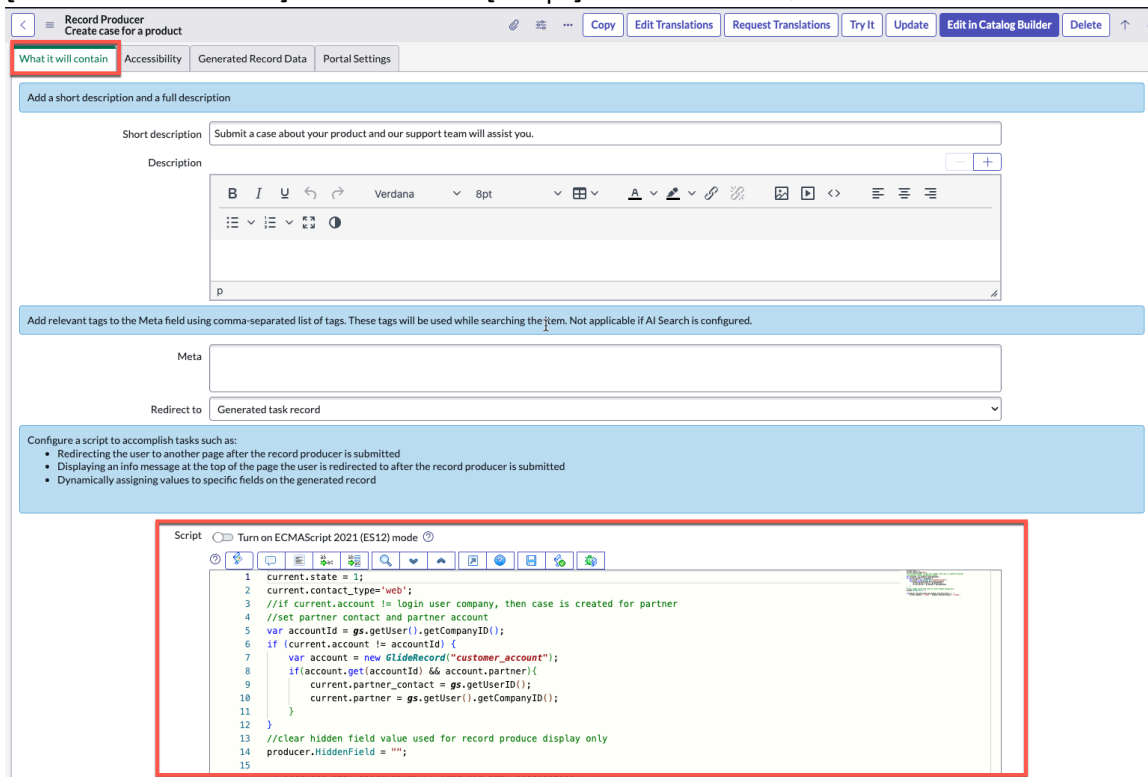 Record Producer
Create case for a product
Copy
Edit Translations
Request Translations
Try It
Update
Edit in Catalog Builder
Delete
What it will contain
Accessibility
Generated Record Data
Portal Settings
Add a short description and a full description
Short description
Submit a case about your product and our support team will assist you.
Description
Verdana
8pt
p
Add relevant tags to the Meta field using comma-separated list of tags. These tags will be used while searching the item. Not applicable if AI Search is configured.
Meta
Redirect to
Generated task record
Configure a script to accomplish tasks such as:
Redirecting the user to another page after the record producer is submitted
Displaying an info message at the top of the page the user is redirected to after the record producer is submitted
Dynamically assigning values to specific fields on the generated record
Script
Turn on ECMAScript 2021 (ES12) mode
1 current.state = 1;
2 current.contact_type='web';
3 //if current.account != login user company, then case is created for partner
4 //set partner contact and partner account
5 var accountId = gs.getUser().getCompanyID();
6 if (current.account != accountId) {
7 var account = new GlideRecord("customer_account");
8 if(account.get(accountId) && account.partner){
9 current.partner_contact = gs.getUserID();
10 current.partner = gs.getUser().getCompanyID();
11 }
12 }
13 //clear hidden field value used for record produce display only
14 producer.HiddenField = "";
15